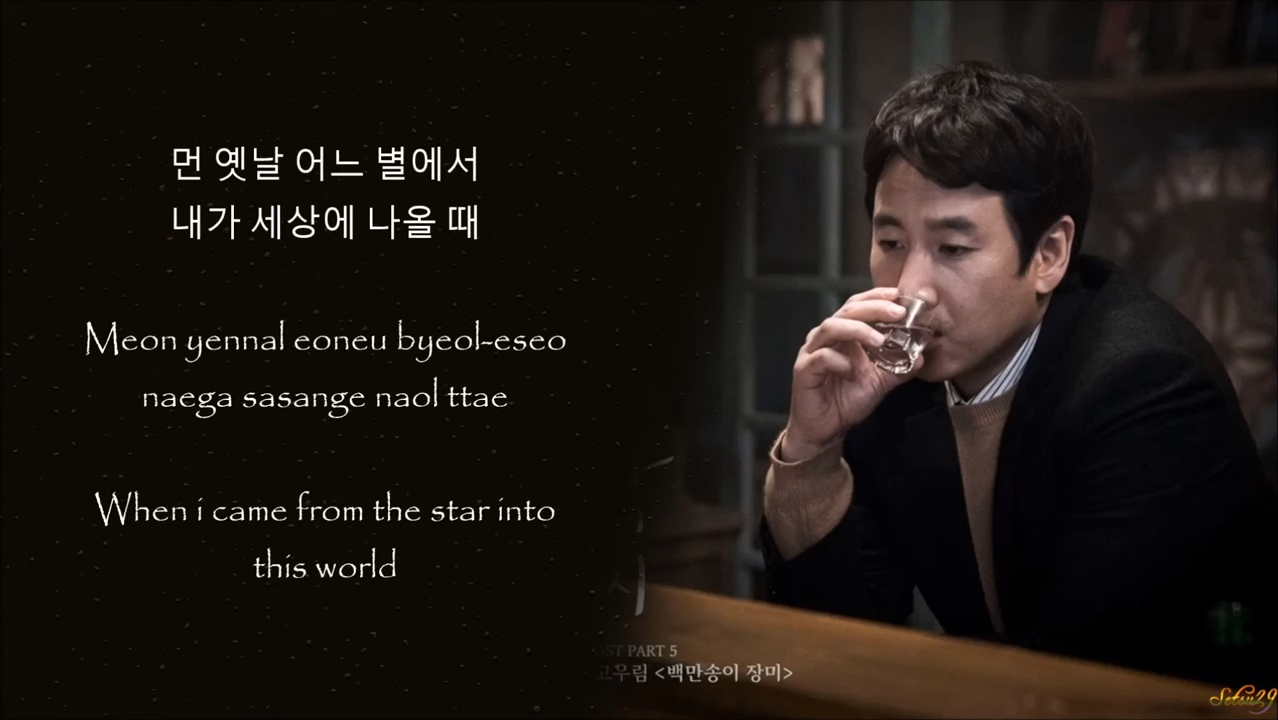 먼 옛날 어느 별에서
내가 세상에 나올 때
Meon yennal eoneu byeol-eseo
naega sasange naol ttae
When i came from the star into
this world
OST PART 5
고우림 <백만송이 장미>
Setsu29